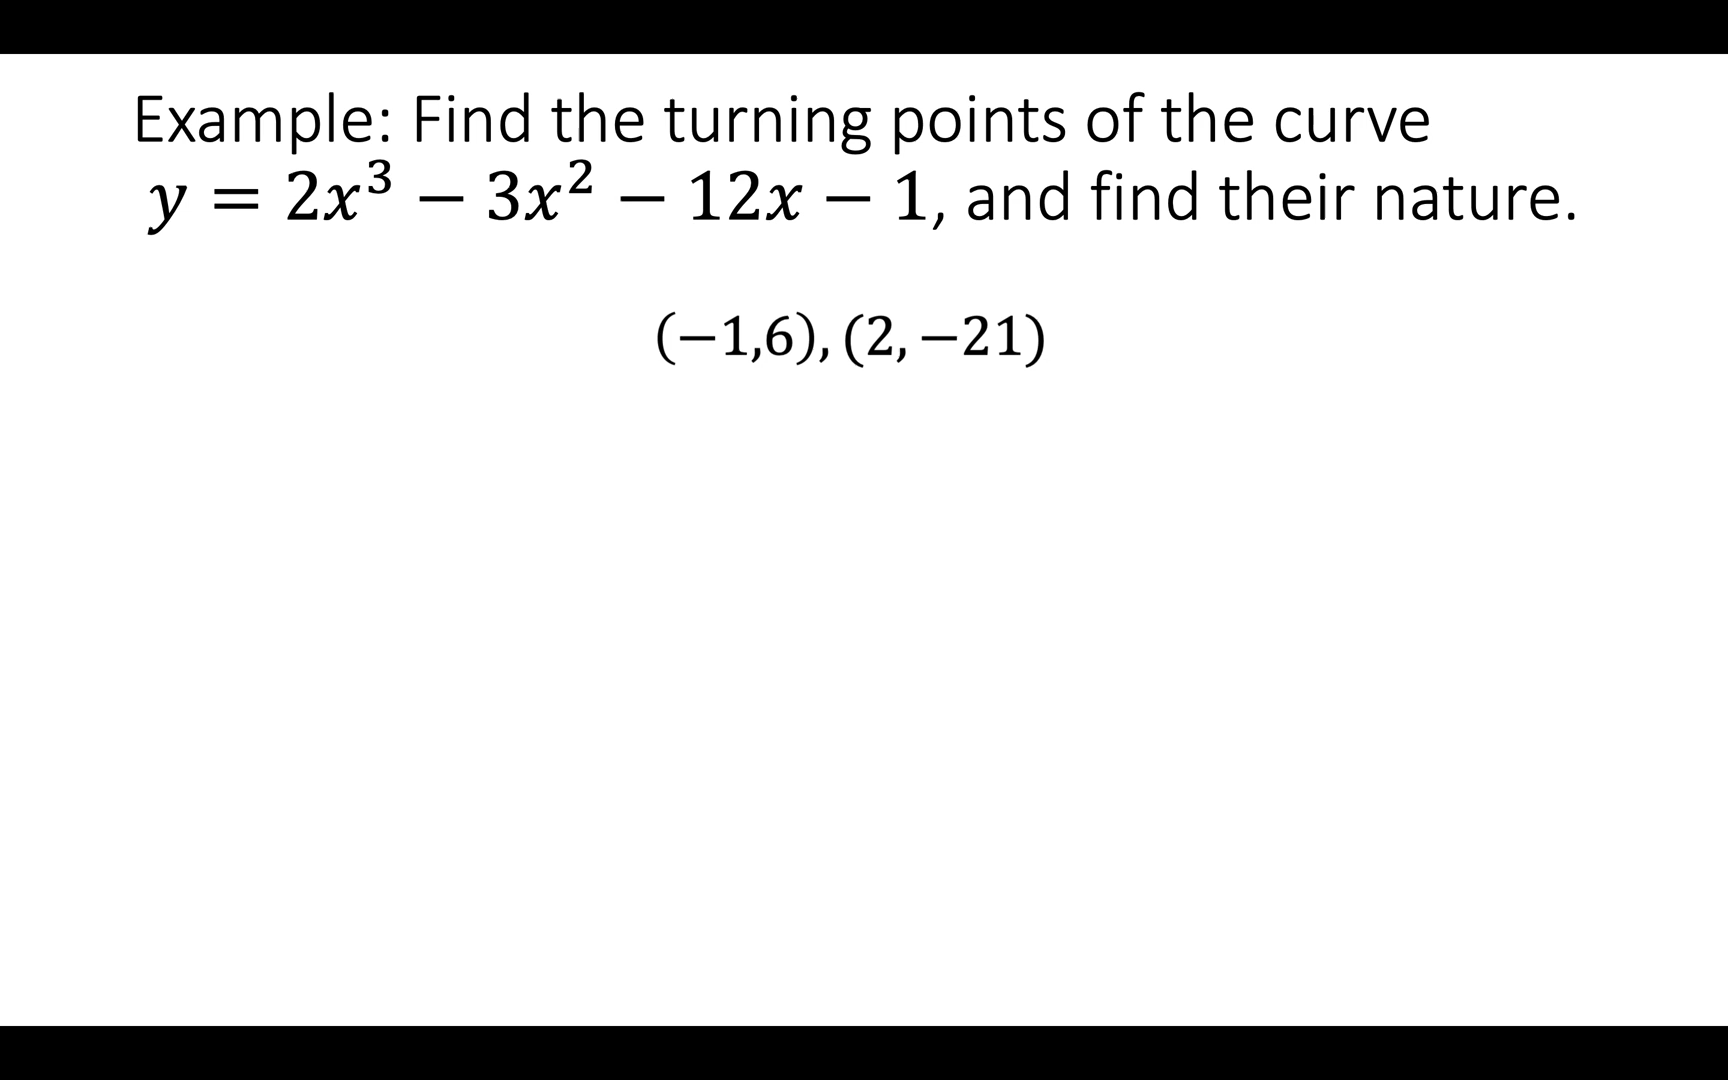 Example: Find the turning points of the curve
y = 2x³ − 3x² − 12x − 1, and find their nature.
(−1,6), (2, −21)